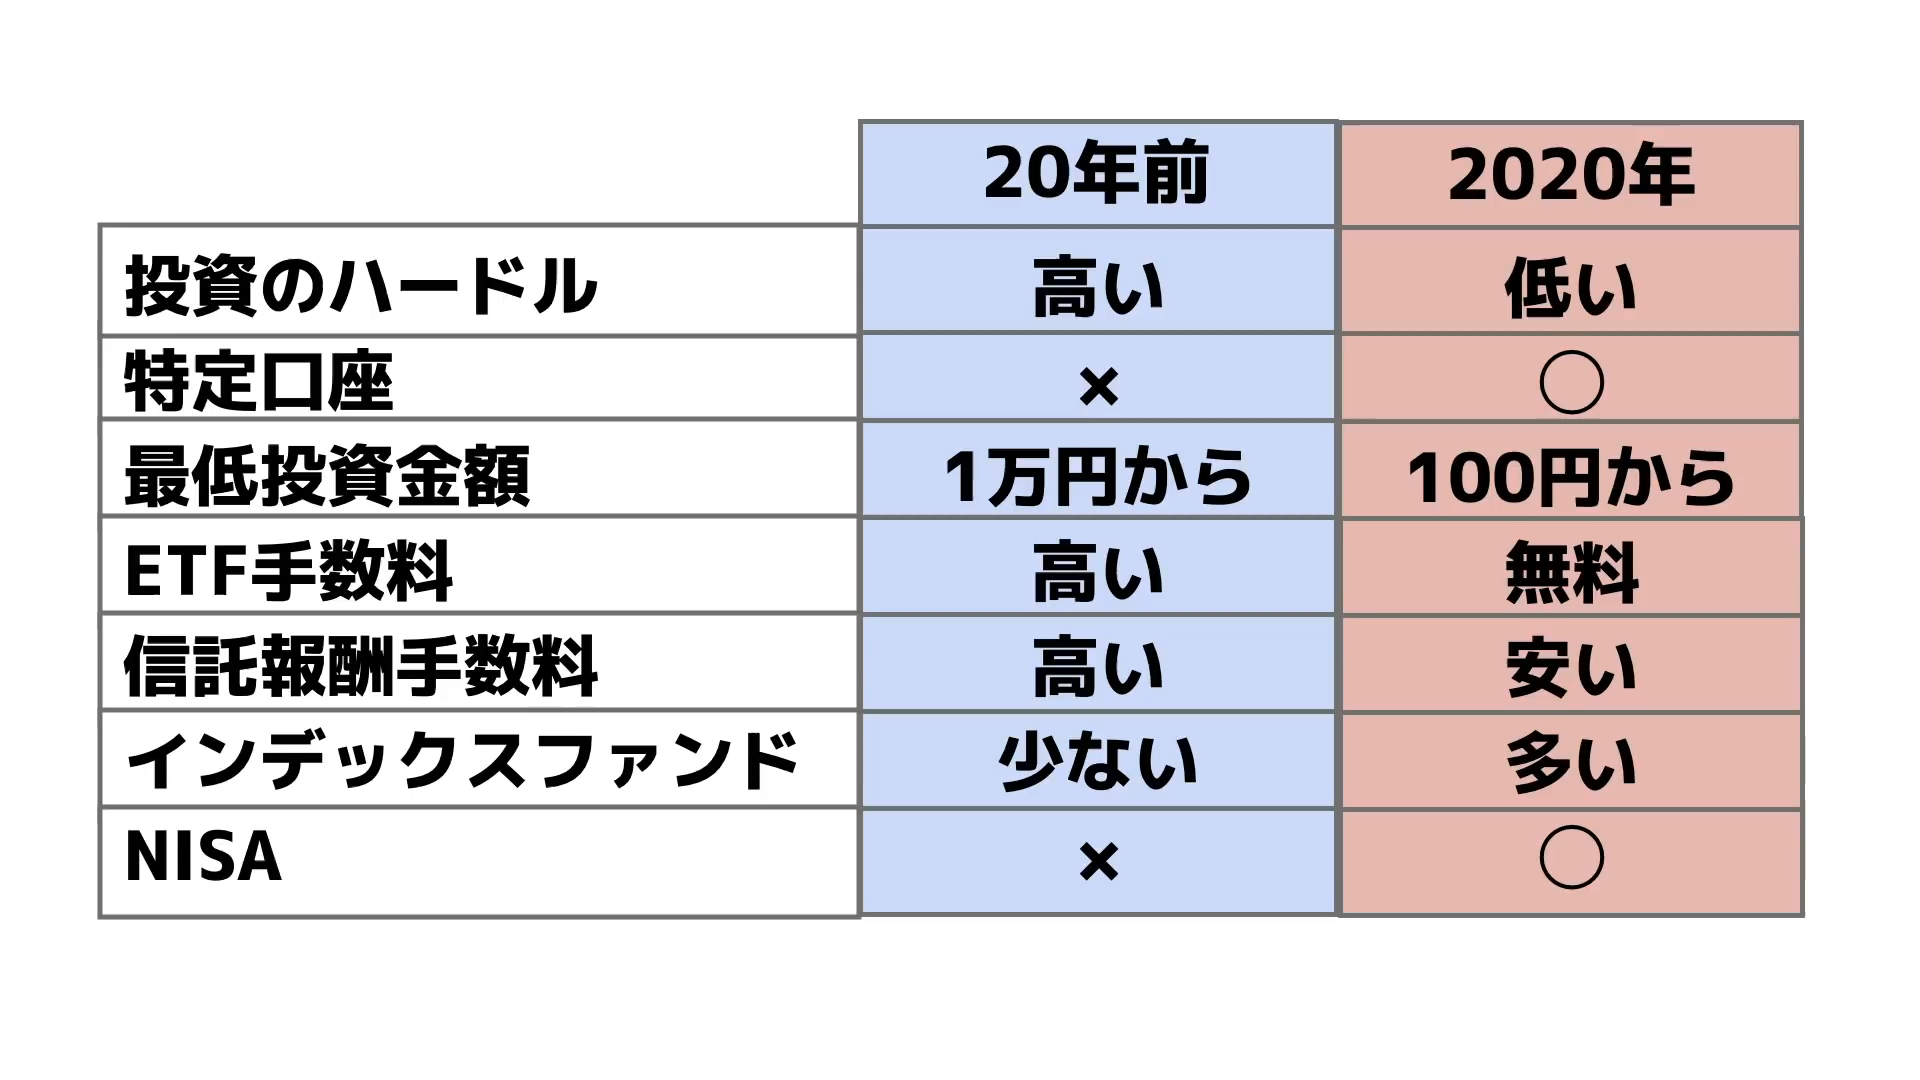 20年前 2020年
投資のハードル 高い 低い
特定口座 × ○
最低投資金額 1万円から 100円から
ETF手数料 高い 無料
信託報酬手数料 高い 安い
インデックスファンド 少ない 多い
NISA × ○